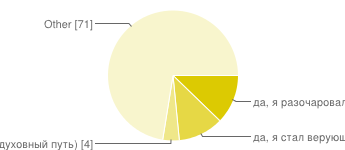 Other [71]
да, я разочаровал
да, я стал верующ
духовный путь) [4]